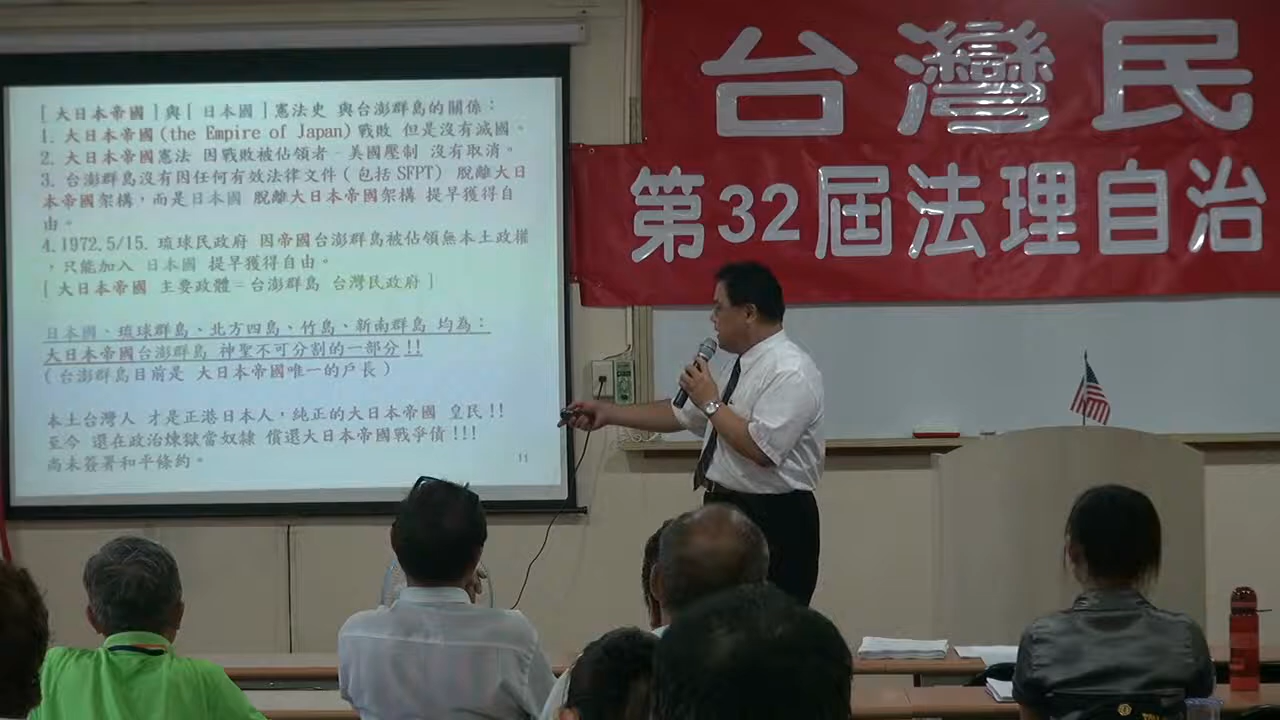 [ 大日本帝國 ] 與 [ 日本國 ] 憲法史 與台澎群島的關係：
1. 大日本帝國(the Empire of Japan)戰敗 但是沒有滅國。
2. 大日本帝國憲法 因戰敗被佔領者–美國壓制 沒有取消。
3. 台澎群島沒有因任何有效法律文件(包括SFPT) 脫離大日
本帝國架構，而是日本國 脫離大日本帝國架構 提早獲得自
由。
4.1972.5/15. 琉球民政府 因帝國台澎群島被佔領無本土政權
，只能加入 日本國 提早獲得自由。
[ 大日本帝國 主要政體=台澎群島 台灣民政府 ]
日本國、琉球群島、北方四島、竹島、新南群島 均為：
大日本帝國台澎群島 神聖不可分割的一部分 !!
(台澎群島目前是 大日本帝國唯一的戶長)
本土台灣人 才是正港日本人，純正的大日本帝國 皇民!!
至今 還在政治煉獄當奴隸 償還大日本帝國戰爭債!!!
尚未簽署和平條約。
11
台灣民
第32屆法理自治